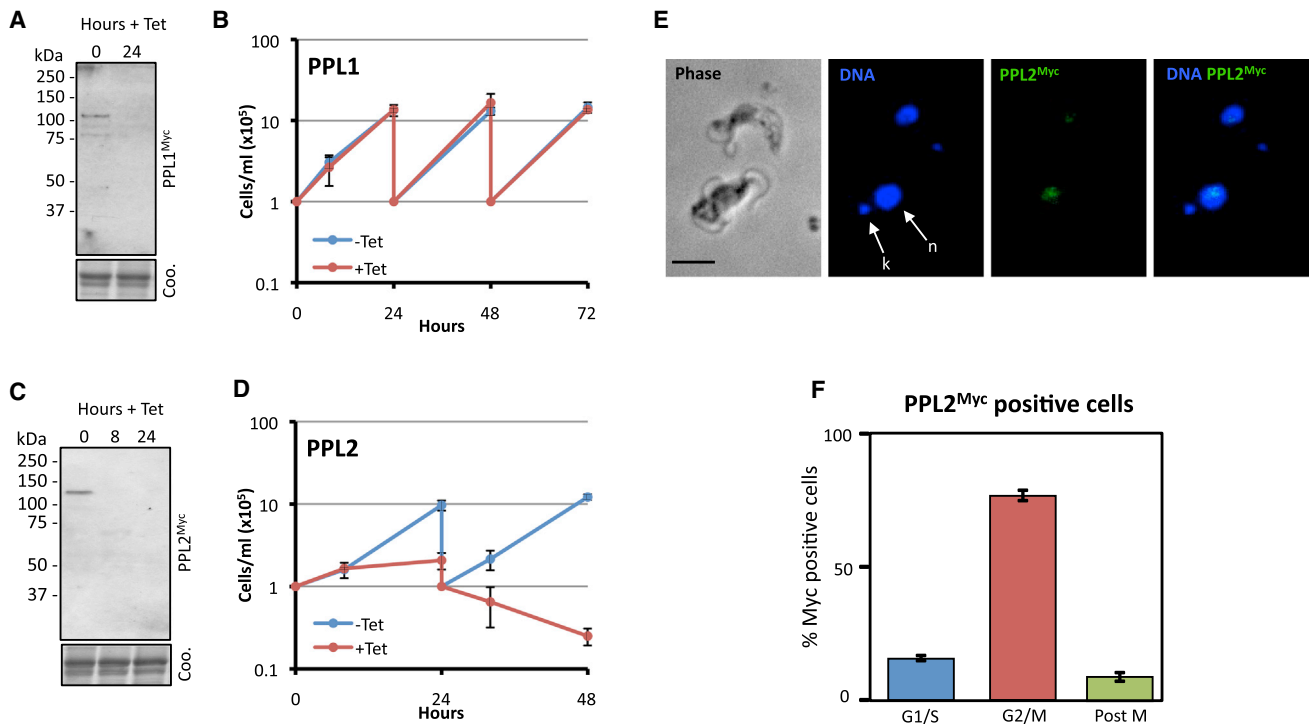 A
Hours + Tet
kDa
0 24
250 -
150 -
100 -
75 -
50 -
37 -
PPL1Myc
Coo.
B
PPL1
Cells/ml (x10⁵)
100
10
1
0.1
-Tet
+Tet
0 24 48 72
Hours
C
Hours + Tet
kDa
0 8 24
250 -
150 -
100 -
75 -
50 -
37 -
PPL2Myc
Coo.
D
PPL2
Cells/ml (x10⁵)
100
10
1
0.1
-Tet
+Tet
0 24 48
Hours
E
Phase
DNA
PPL2Myc
DNA PPL2Myc
k
n
F
PPL2Myc positive cells
% Myc positive cells
100
50
0
G1/S G2/M Post M